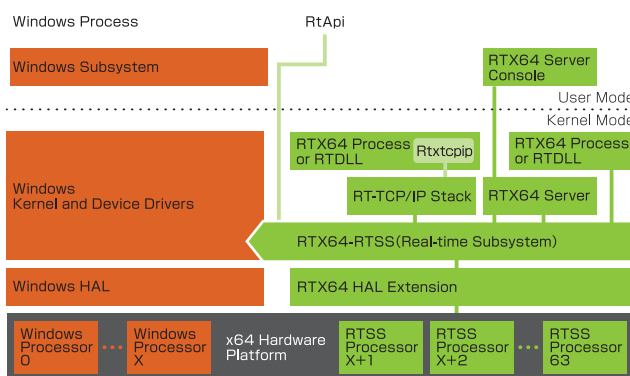 Windows Process
RtApi
Windows Subsystem
RTX64 Server
Console
User Mode
Kernel Mode
RTX64 Process
or RTDLL
Rtxtcpip
RTX64 Process
or RTDLL
Windows
Kernel and Device Drivers
RT-TCP/IP Stack
RTX64 Server
RTX64-RTSS(Real-time Subsystem)
Windows HAL
RTX64 HAL Extension
Windows
Processor
0
Windows
Processor
X
x64 Hardware
Platform
RTSS
Processor
X+1
RTSS
Processor
X+2
RTSS
Processor
63